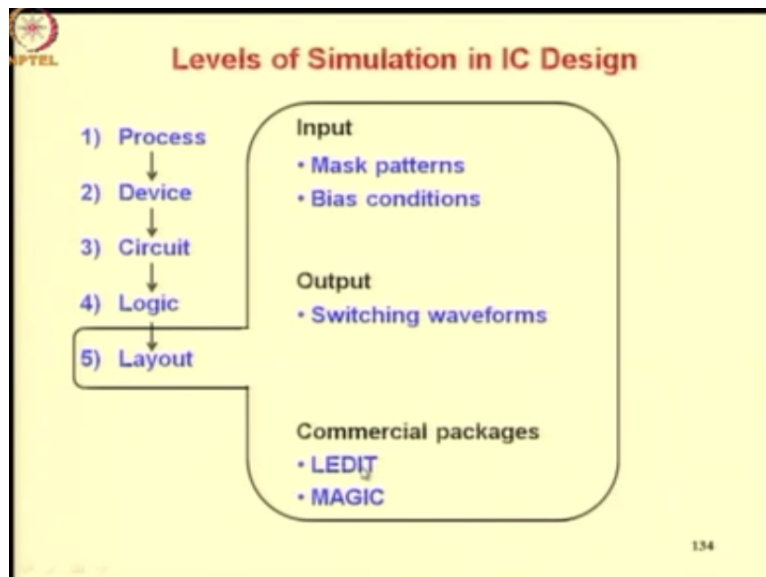 Levels of Simulation in IC Design
1) Process
2) Device
3) Circuit
4) Logic
5) Layout
Input
• Mask patterns
• Bias conditions
Output
• Switching waveforms
Commercial packages
• LEDIT
• MAGIC
134